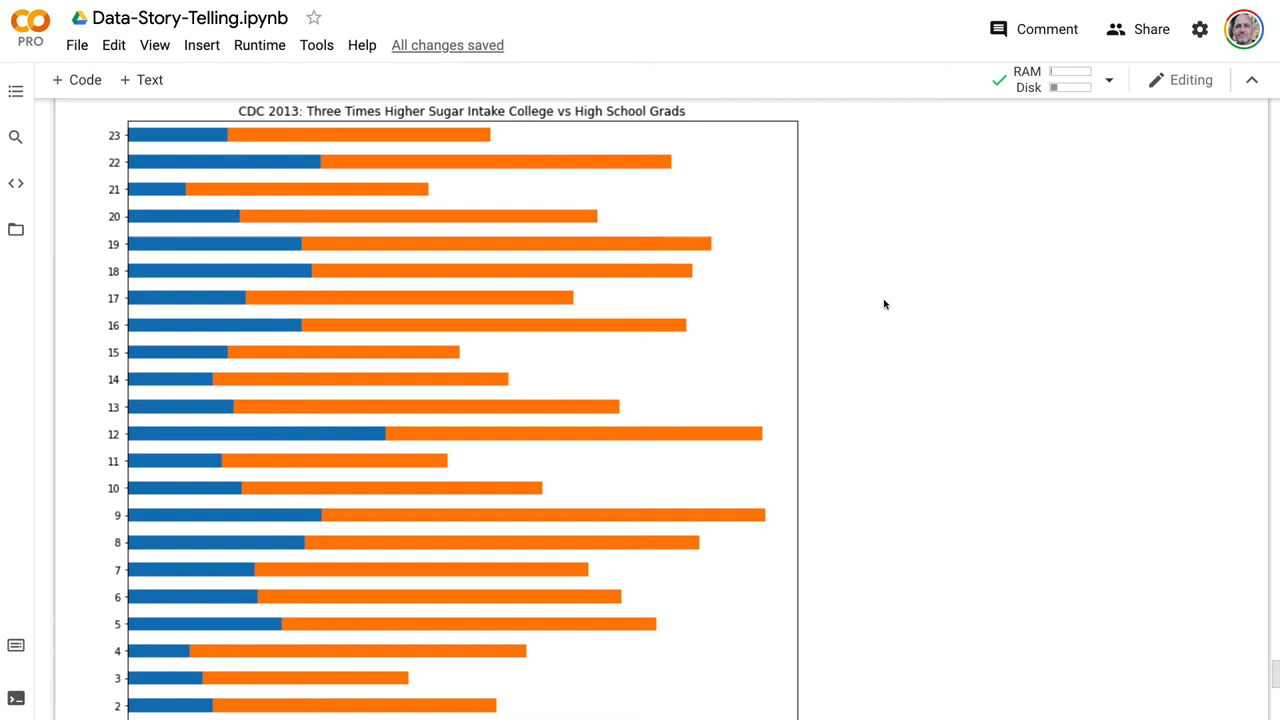 Data-Story-Telling.ipynb
PRO
File Edit View Insert Runtime Tools Help All changes saved
Comment Share
+ Code + Text
RAM
Disk
Editing
CDC 2013: Three Times Higher Sugar Intake College vs High School Grads
23
22
21
20
19
18
17
16
15
14
13
12
11
10
9
8
7
6
5
4
3
2